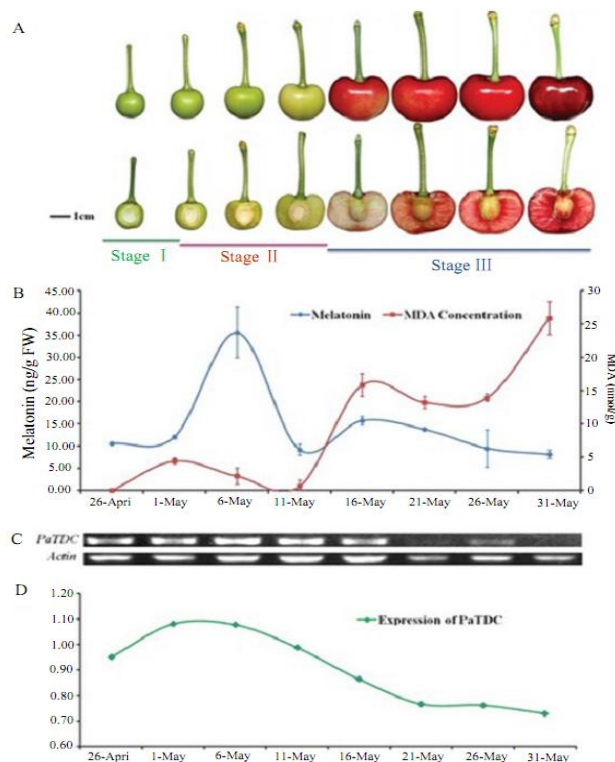 A
1cm
Stage I Stage II Stage III
B
45.00
40.00
35.00
30.00
25.00
20.00
15.00
10.00
5.00
0.00
Melatonin (ng/g FW)
Melatonin MDA Concentration
30
25
20
15
10
5
0
MDA (nmol/g)
26-Apri 1-May 6-May 11-May 16-May 21-May 26-May 31-May
C PaTDC
Actin
D
1.20
1.10
1.00
0.90
0.80
0.70
0.60
Expression of PaTDC
26-Apri 1-May 6-May 11-May 16-May 21-May 26-May 31-May